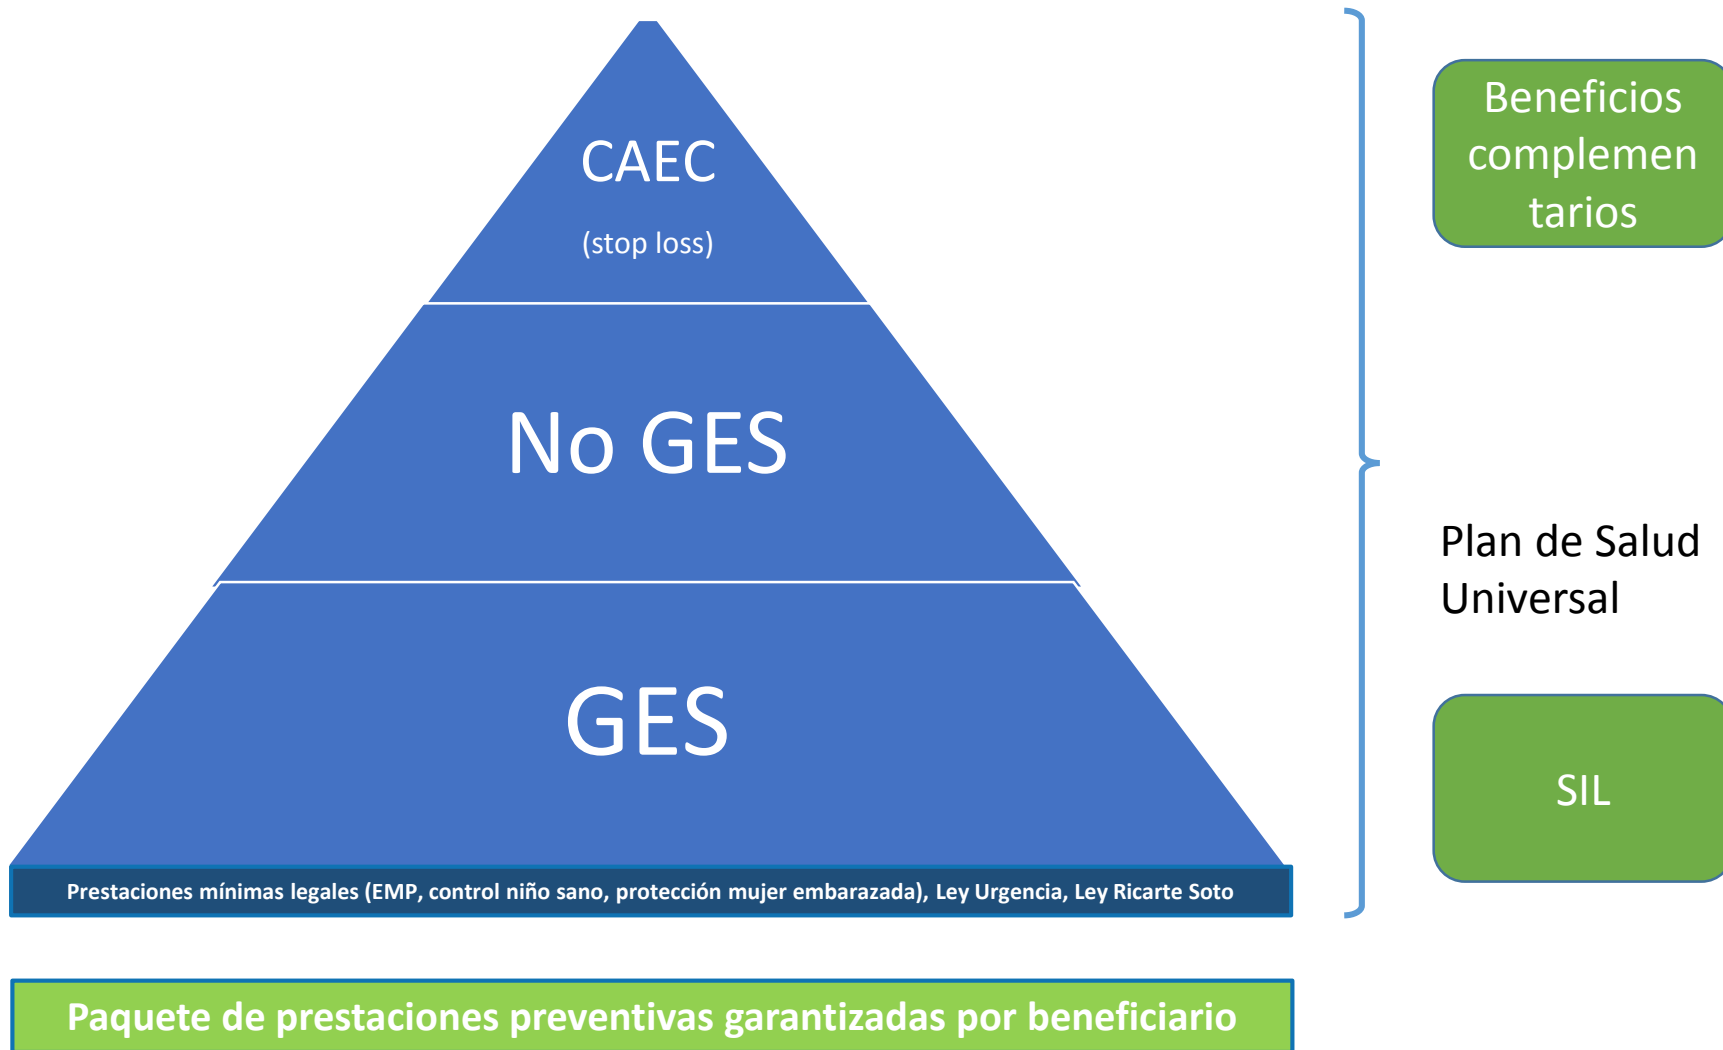 CAEC
(stop loss)
No GES
GES
Prestaciones mínimas legales (EMP, control niño sano, protección mujer embarazada), Ley Urgencia, Ley Ricarte Soto
Paquete de prestaciones preventivas garantizadas por beneficiario
Beneficios
complemen
tarios
Plan de Salud
Universal
SIL